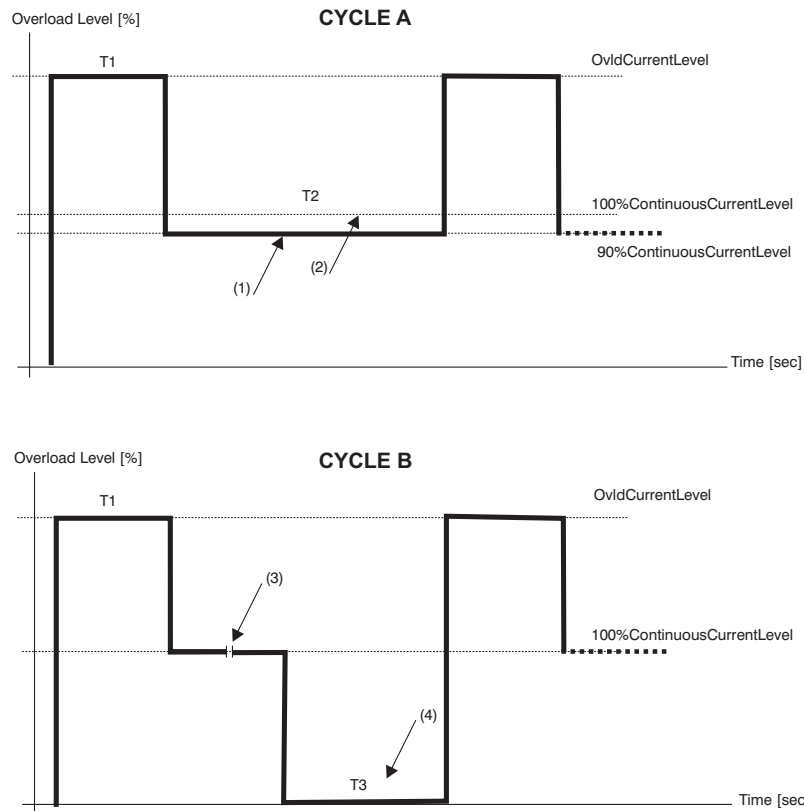 CYCLE A
Overload Level [%]
T1
OvldCurrentLevel
T2
100%ContinuousCurrentLevel
90%ContinuousCurrentLevel
(1)
(2)
Time [sec]
CYCLE B
Overload Level [%]
T1
OvldCurrentLevel
(3)
100%ContinuousCurrentLevel
(4)
T3
Time [sec